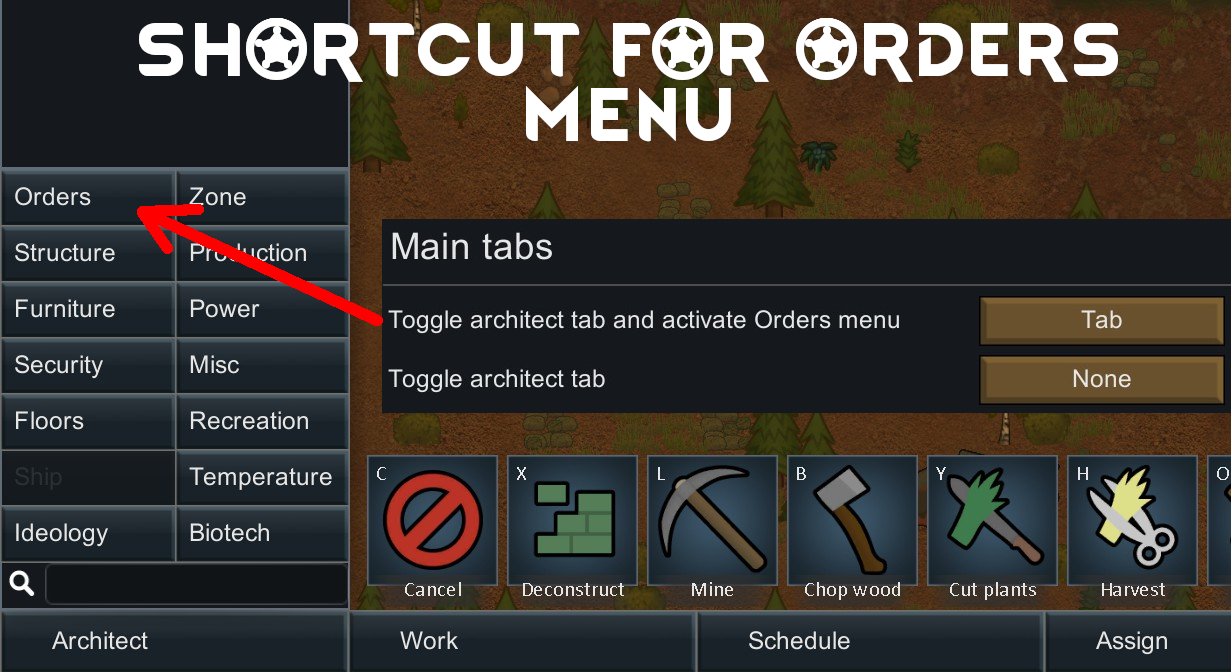 SHORTCUT FOR ORDERS
MENU
Orders
Zone
Structure
Production
Furniture
Power
Security
Misc
Floors
Recreation
Ship
Temperature
Ideology
Biotech
Main tabs
Toggle architect tab and activate Orders menu
Tab
Toggle architect tab
None
C
X
L
B
Y
H
O
Cancel
Deconstruct
Mine
Chop wood
Cut plants
Harvest
Architect
Work
Schedule
Assign